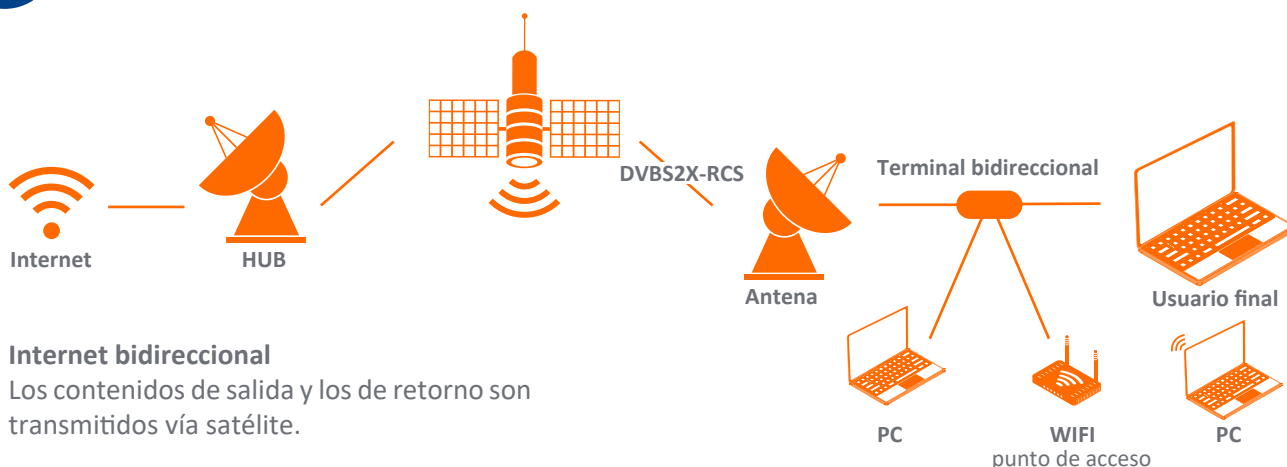 DVBS2X-RCS
Terminal bidireccional
Internet
HUB
Antena
Usuario final
Internet bidireccional
Los contenidos de salida y los de retorno son
transmitidos vía satélite.
PC
WIFI
punto de acceso
PC